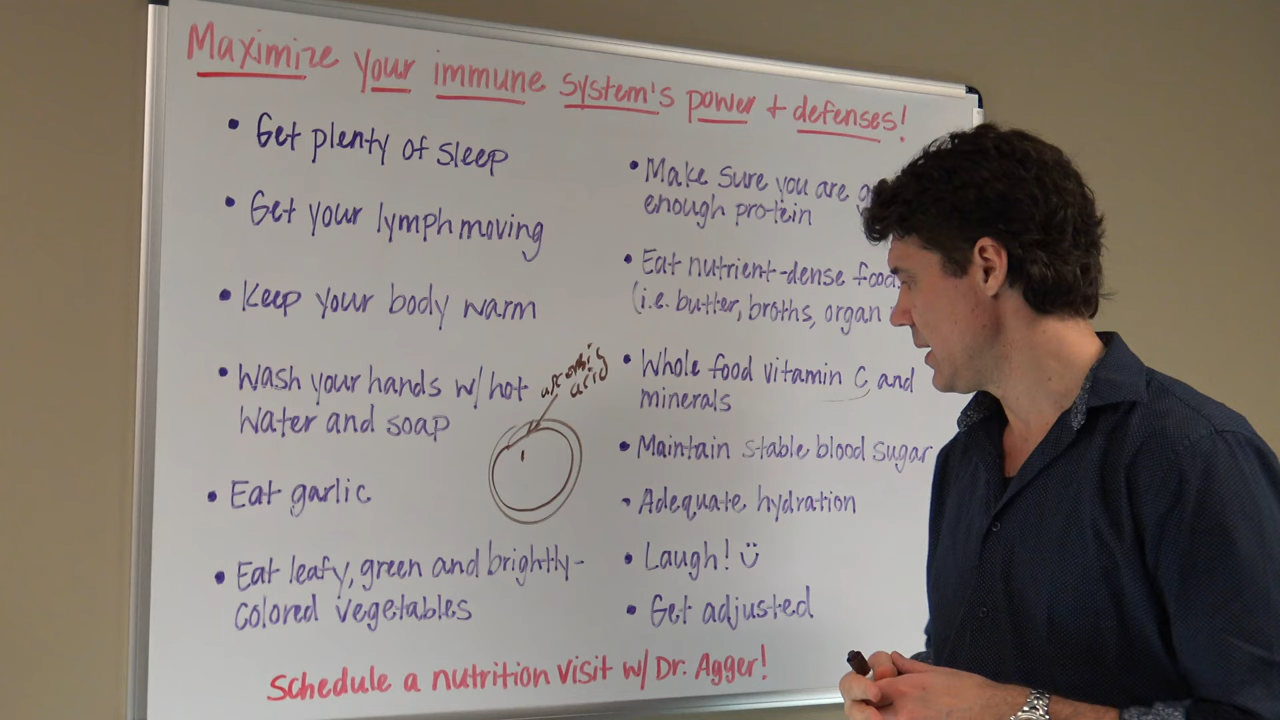 Maximize your immune system's power + defenses!
• Get plenty of sleep
• Get your lymph moving
• Keep your body warm
• Wash your hands w/ hot
water and soap
• Eat garlic
• Eat leafy, green and brightly-
colored vegetables
ascorbic
acid
• Make sure you are
enough protein
• Eat nutrient-dense food
(i.e. butter, broths, organ
• Whole food vitamin C, and
minerals
• Maintain stable blood sugar
• Adequate hydration
• Laugh! ü
• Get adjusted
Schedule a nutrition visit w/ Dr. Agger!